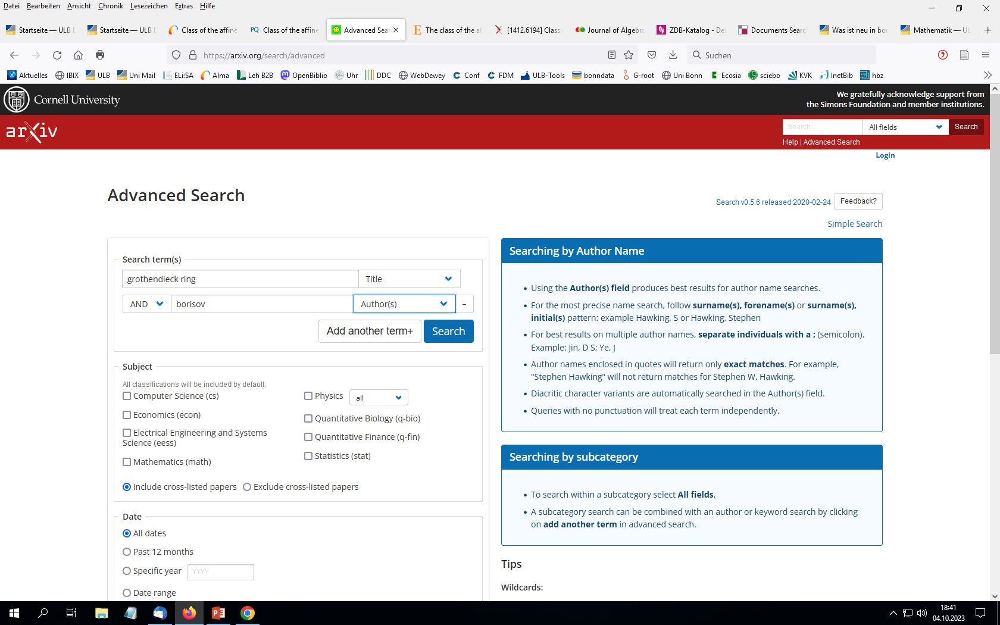 Datei Bearbeiten Ansicht Chronik Lesezeichen Extras Hilfe
Startseite — ULB Startseite — ULB Class of the affine PQ Class of the affine Advanced Sear The class of the af [1412.6194] Class Journal of Algebra ZDB-Katalog - De Documents Searc Was ist neu in bon Mathematik — UL
https://arxiv.org/search/advanced Suchen
Aktuelles IBIX ULB Uni Mail ELi:SA Alma Leh B2B OpenBiblio Uhr DDC WebDewey Conf FDM ULB-Tools bonndata G-root Uni Bonn Ecosia sciebo KVK InetBib hbz
Cornell University
We gratefully acknowledge support from
the Simons Foundation and member institutions.
arXiv
Search... All fields Search
Help | Advanced Search
Login
Advanced Search
Search v0.5.6 released 2020-02-24 Feedback?
Simple Search
Search term(s)
grothendieck ring Title
AND borisov Author(s) -
Add another term+ Search
Subject
All classifications will be included by default.
Computer Science (cs)
Physics all
Economics (econ)
Quantitative Biology (q-bio)
Electrical Engineering and Systems
Science (eess)
Quantitative Finance (q-fin)
Mathematics (math)
Statistics (stat)
Include cross-listed papers Exclude cross-listed papers
Date
All dates
Past 12 months
Specific year YYYY
Date range
Searching by Author Name
• Using the Author(s) field produces best results for author name searches.
• For the most precise name search, follow surname(s), forename(s) or surname(s),
initial(s) pattern: example Hawking, S or Hawking, Stephen
• For best results on multiple author names, separate individuals with a ; (semicolon).
Example: Jin, D S; Ye, J
• Author names enclosed in quotes will return only exact matches. For example,
"Stephen Hawking" will not return matches for Stephen W. Hawking.
• Diacritic character variants are automatically searched in the Author(s) field.
• Queries with no punctuation will treat each term independently.
Searching by subcategory
• To search within a subcategory select All fields.
• A subcategory search can be combined with an author or keyword search by clicking
on add another term in advanced search.
Tips
Wildcards:
18:41
04.10.2023